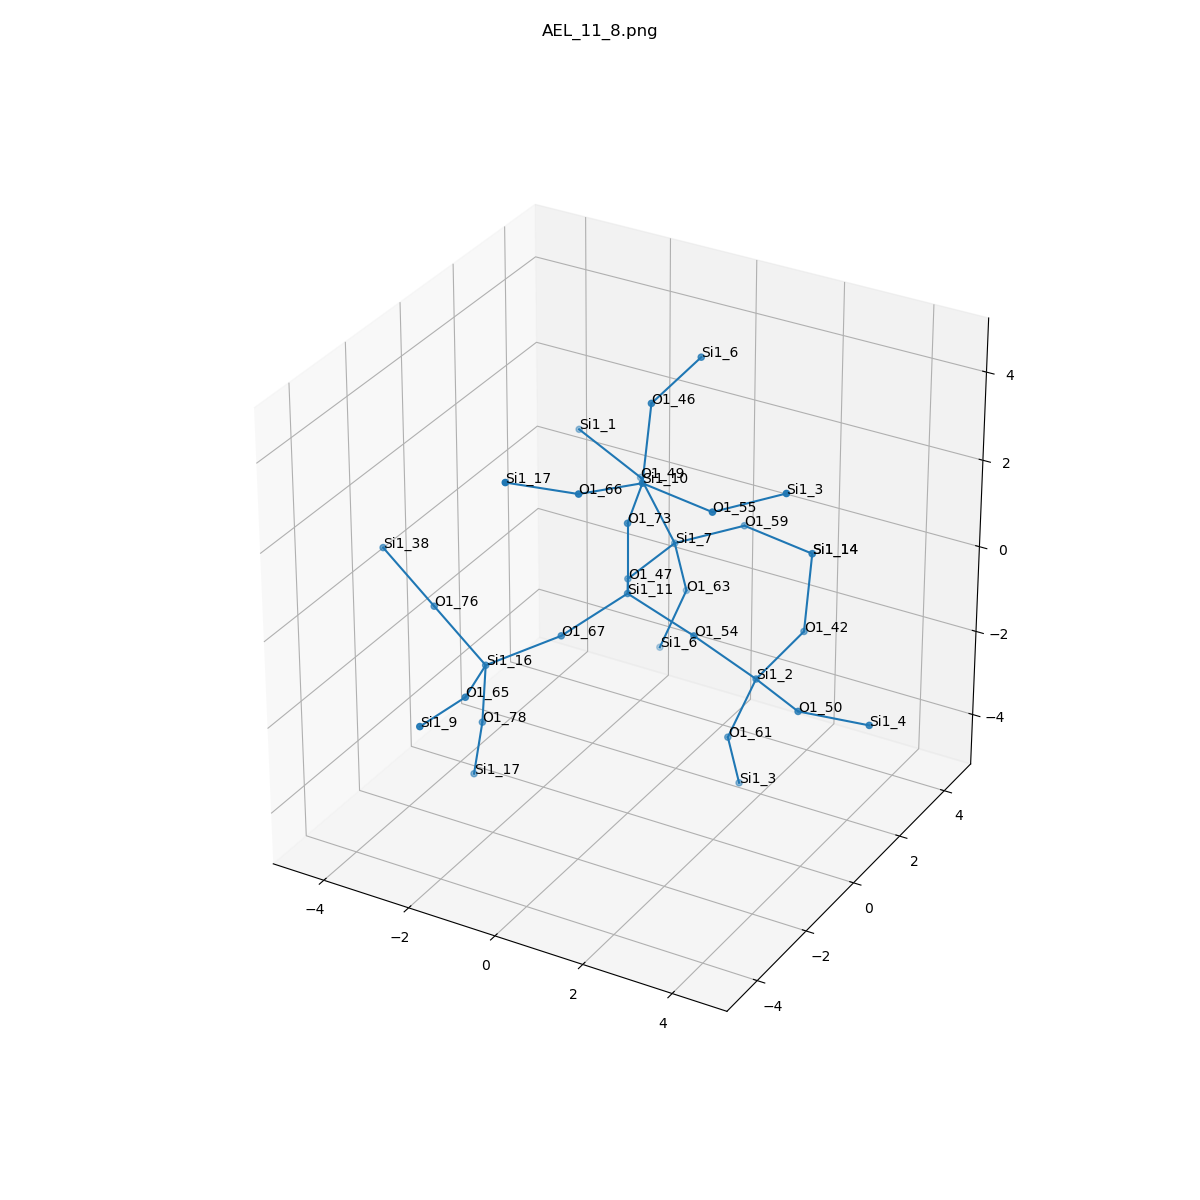 AEL_11_8.png
Si1_6
O1_46
Si1_1
O1_49
Si1_10
Si1_17
O1_66
Si1_3
O1_55
O1_73
O1_59
Si1_7
Si1_38
Si1_14
O1_47
Si1_11
O1_63
O1_76
O1_67
O1_54
O1_42
Si1_6
Si1_16
Si1_2
O1_65
O1_50
Si1_9
O1_78
Si1_4
O1_61
Si1_17
Si1_3
4
2
0
−2
−4
4
2
0
−2
−4
−4
−2
0
2
4